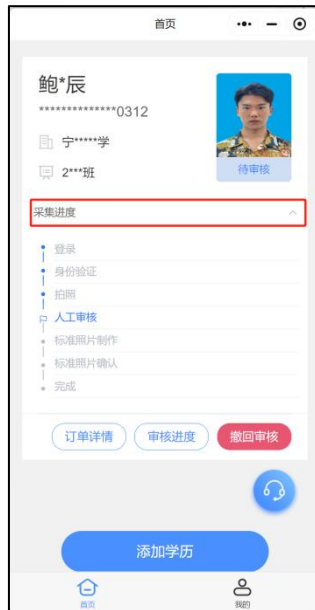 首页
鲍*辰
**************0312
宁*****学
2***班
待审核
采集进度
登录
身份验证
拍照
人工审核
标准照片制作
标准照片确认
完成
订单详情
审核进度
撤回审核
添加学历
首页
我的